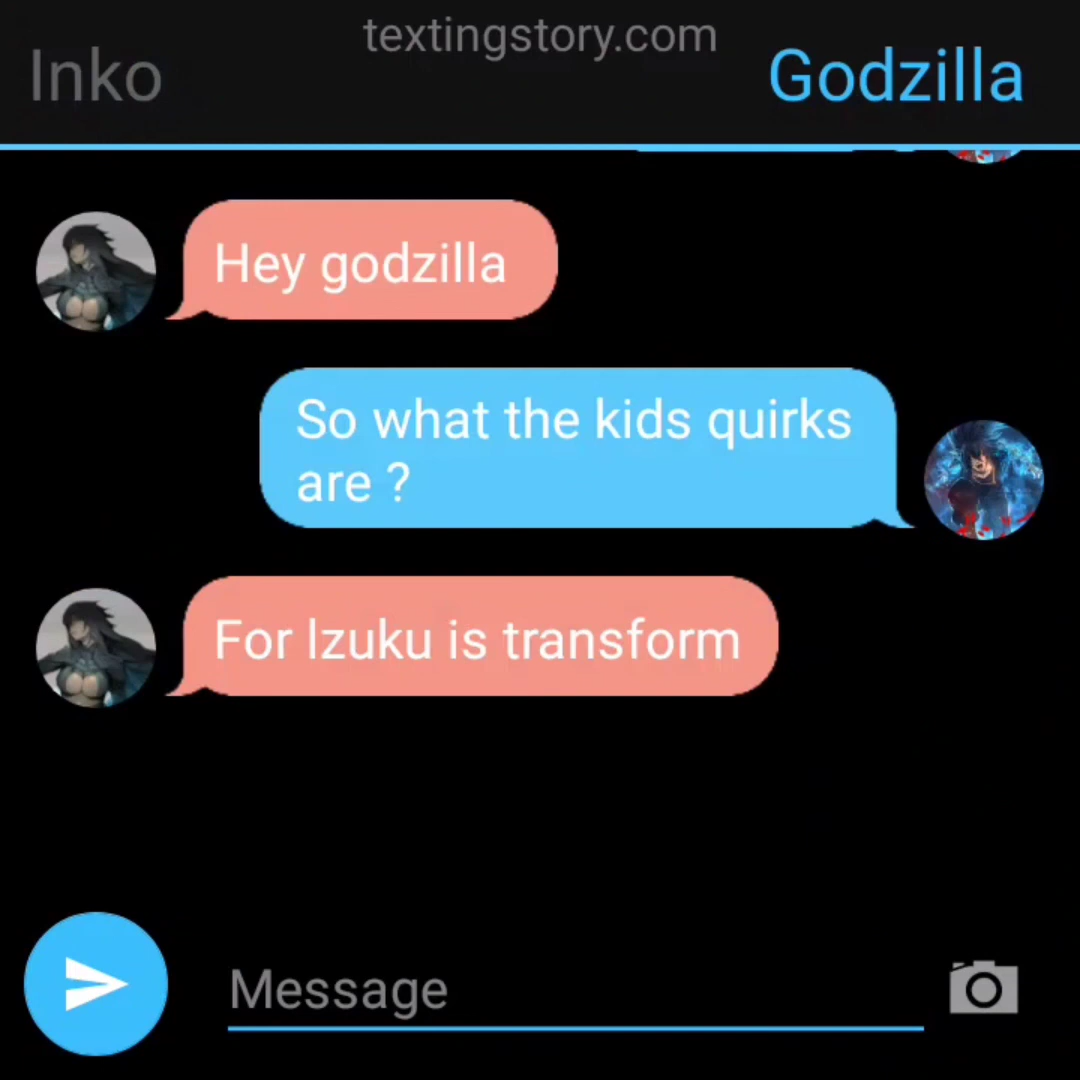 textingstory.com
Inko
Godzilla
Hey godzilla
So what the kids quirks
are ?
For Izuku is transform
Message